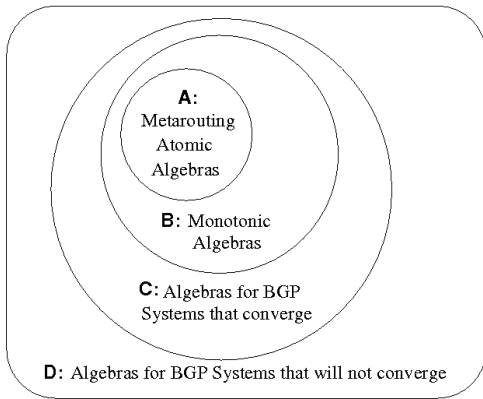 A:
Metarouting
Atomic
Algebras
B: Monotonic
Algebras
C: Algebras for BGP
Systems that converge
D: Algebras for BGP Systems that will not converge